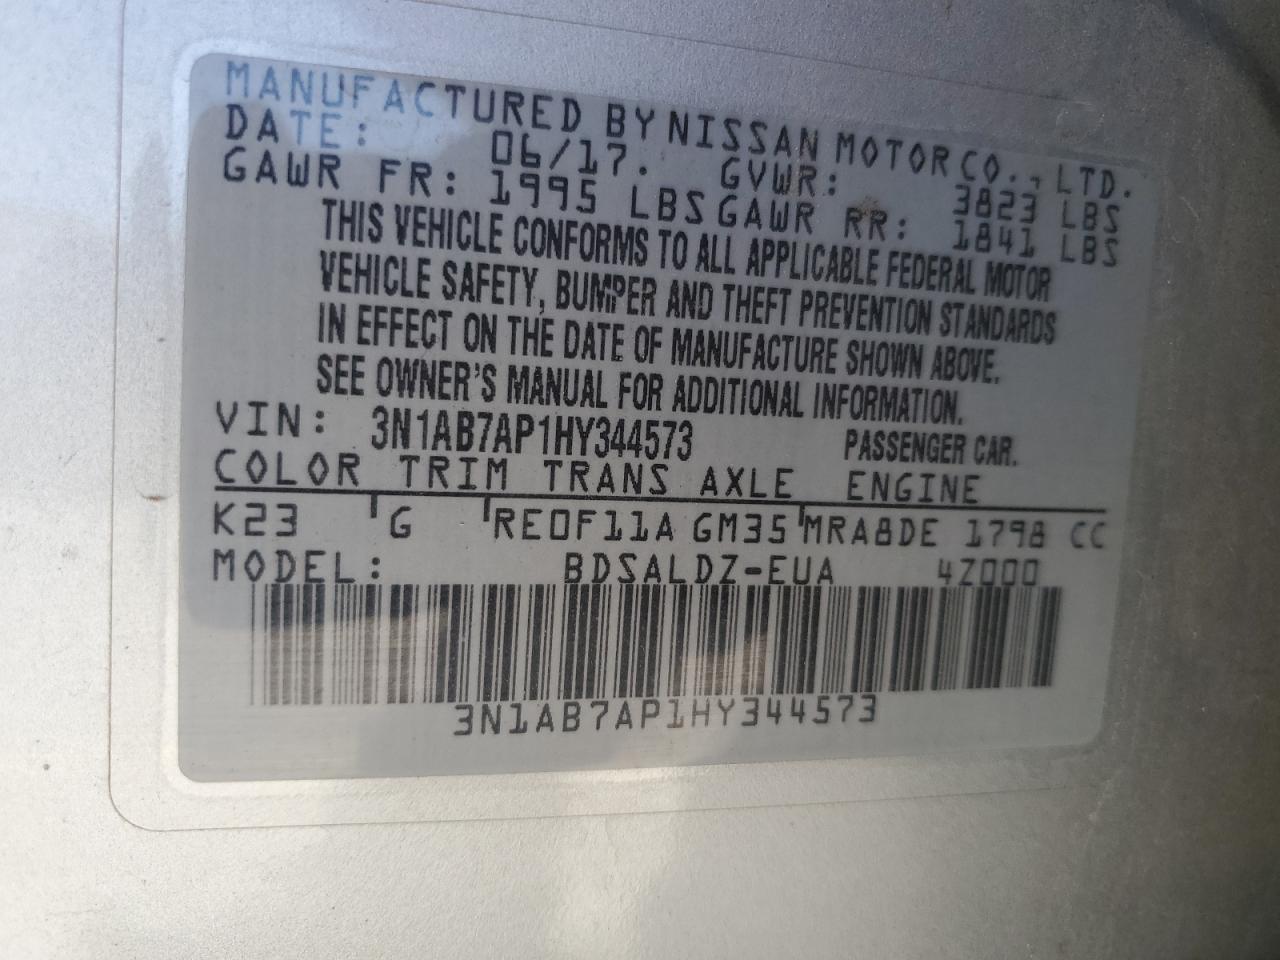 MANUFACTURED BY NISSAN MOTOR CO., LTD.
DATE: 06/17. GVWR: 3823 LBS
GAWR FR: 1995 LBS GAWR RR: 1841 LBS
THIS VEHICLE CONFORMS TO ALL APPLICABLE FEDERAL MOTOR
VEHICLE SAFETY, BUMPER AND THEFT PREVENTION STANDARDS
IN EFFECT ON THE DATE OF MANUFACTURE SHOWN ABOVE.
SEE OWNER'S MANUAL FOR ADDITIONAL INFORMATION.
VIN: 3N1AB7AP1HY344573 PASSENGER CAR.
COLOR TRIM TRANS AXLE ENGINE
K23 G RE0F11A GM35 MRA8DE 1798 CC
MODEL: BDSALDZ-EUA 4Z000
3N1AB7AP1HY344573